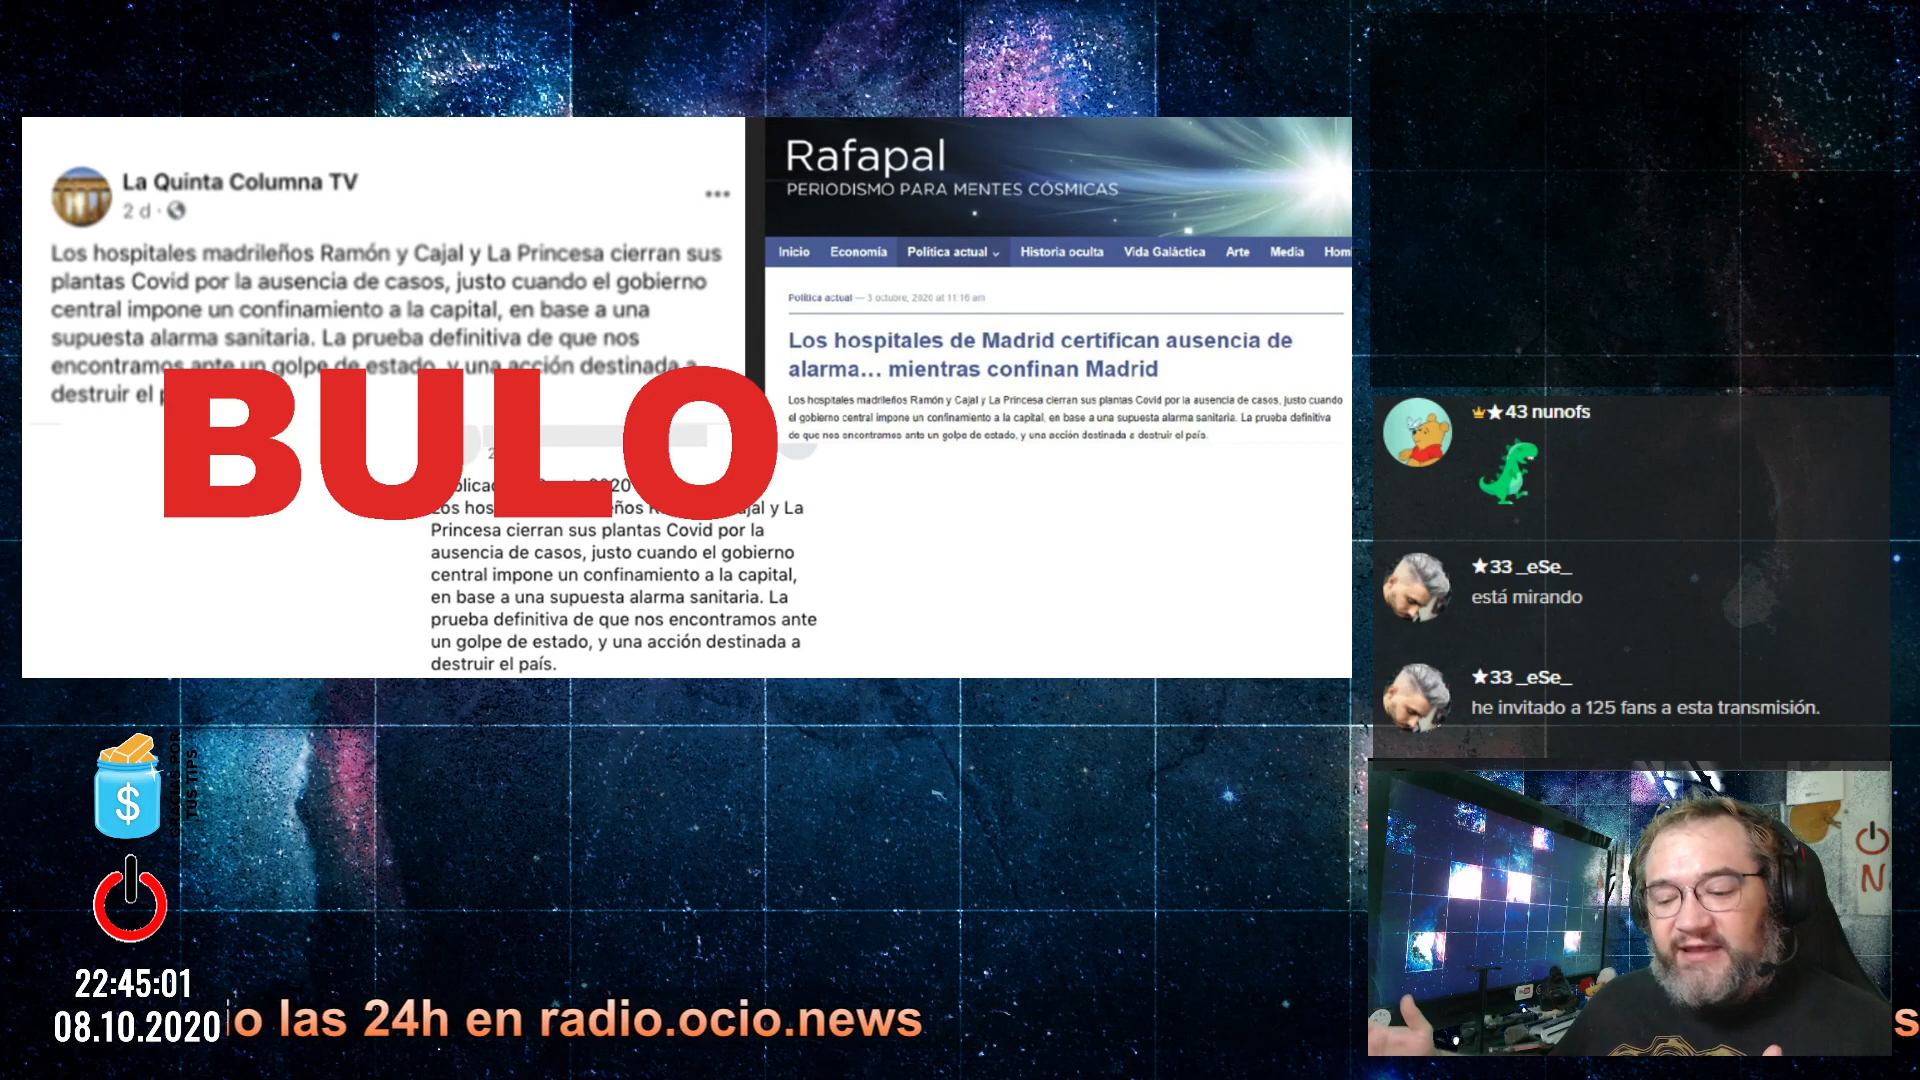 La Quinta Columna TV
2 d ·
Los hospitales madrileños Ramón y Cajal y La Princesa cierran sus
plantas Covid por la ausencia de casos, justo cuando el gobierno
central impone un confinamiento a la capital, en base a una
supuesta alarma sanitaria. La prueba definitiva de que nos
encontramos ante un golpe de estado, y una acción destinada a
destruir el
BULO
Princesa cierran sus plantas Covid por la
ausencia de casos, justo cuando el gobierno
central impone un confinamiento a la capital,
en base a una supuesta alarma sanitaria. La
prueba definitiva de que nos encontramos ante
un golpe de estado, y una acción destinada a
destruir el país.
Rafapal
PERIODISMO PARA MENTES CÓSMICAS
Inicio Economía Política actual Historia oculta Vida Galáctica Arte Media Hom
Política actual — 3 octubre, 2020 at 11:16 am
Los hospitales de Madrid certifican ausencia de
alarma... mientras confinan Madrid
Los hospitales madrileños Ramón y Cajal y La Princesa cierran sus plantas Covid por la ausencia de casos, justo cuando
el gobierno central impone un confinamiento a la capital, en base a una supuesta alarma sanitaria. La prueba definitiva
de que nos encontramos ante un golpe de estado, y una acción destinada a destruir el país.
43 nunofs
33 _eSe_
está mirando
33 _eSe_
he invitado a 125 fans a esta transmisión.
TUS TIPS
22:45:01
08.10.2020
io las 24h en radio.ocio.news